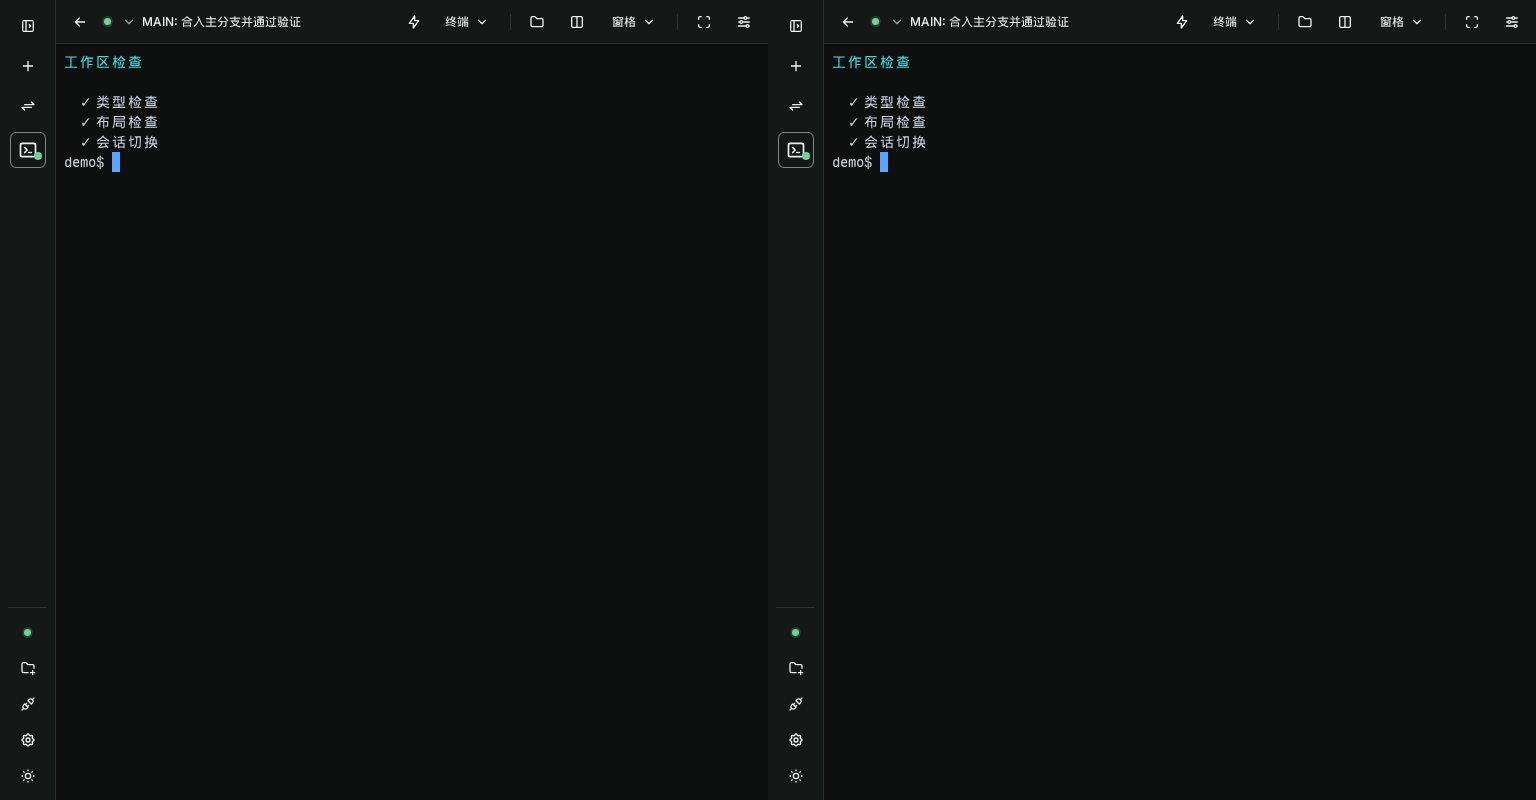 MAIN: 合入主分支并通过验证
终端
窗格
工作区检查
✓ 类型检查
✓ 布局检查
✓ 会话切换
demo$
MAIN: 合入主分支并通过验证
终端
窗格
工作区检查
✓ 类型检查
✓ 布局检查
✓ 会话切换
demo$